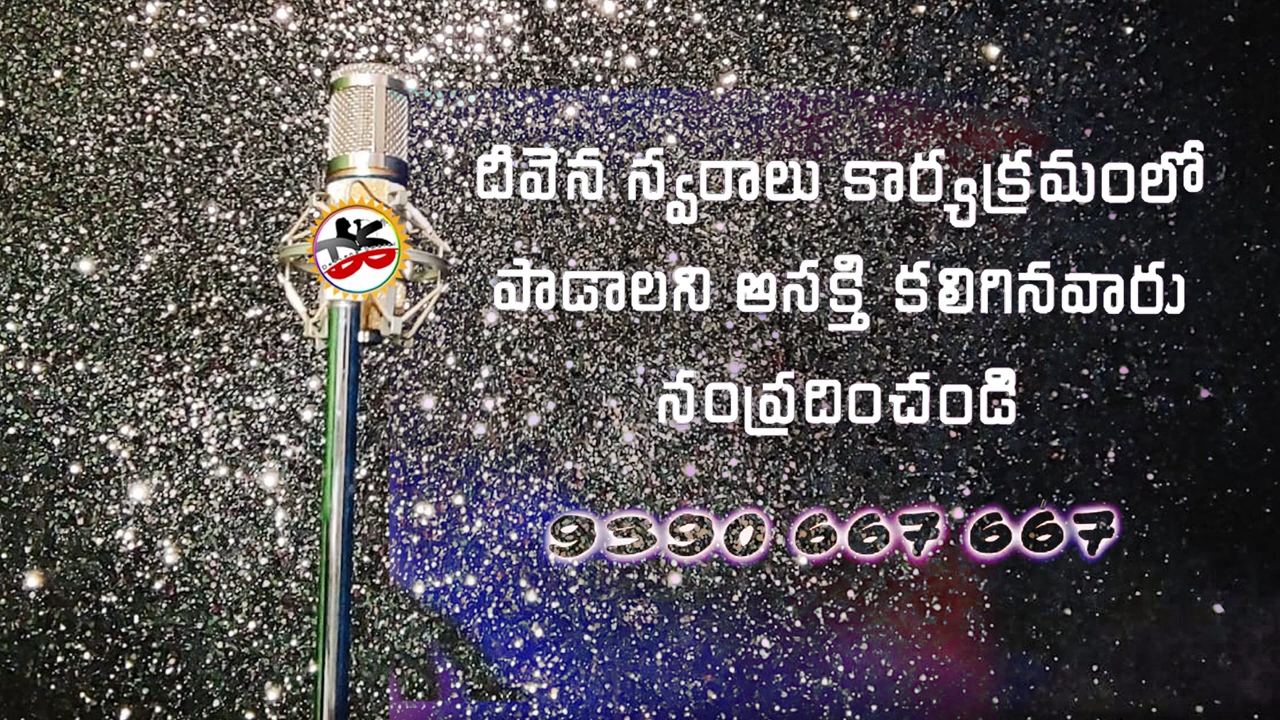 దీవెన స్వరాలు కార్యక్రమంలో
పాడాలని ఆసక్తి కలిగినవారు
సంప్రదించండి
9390 667 667